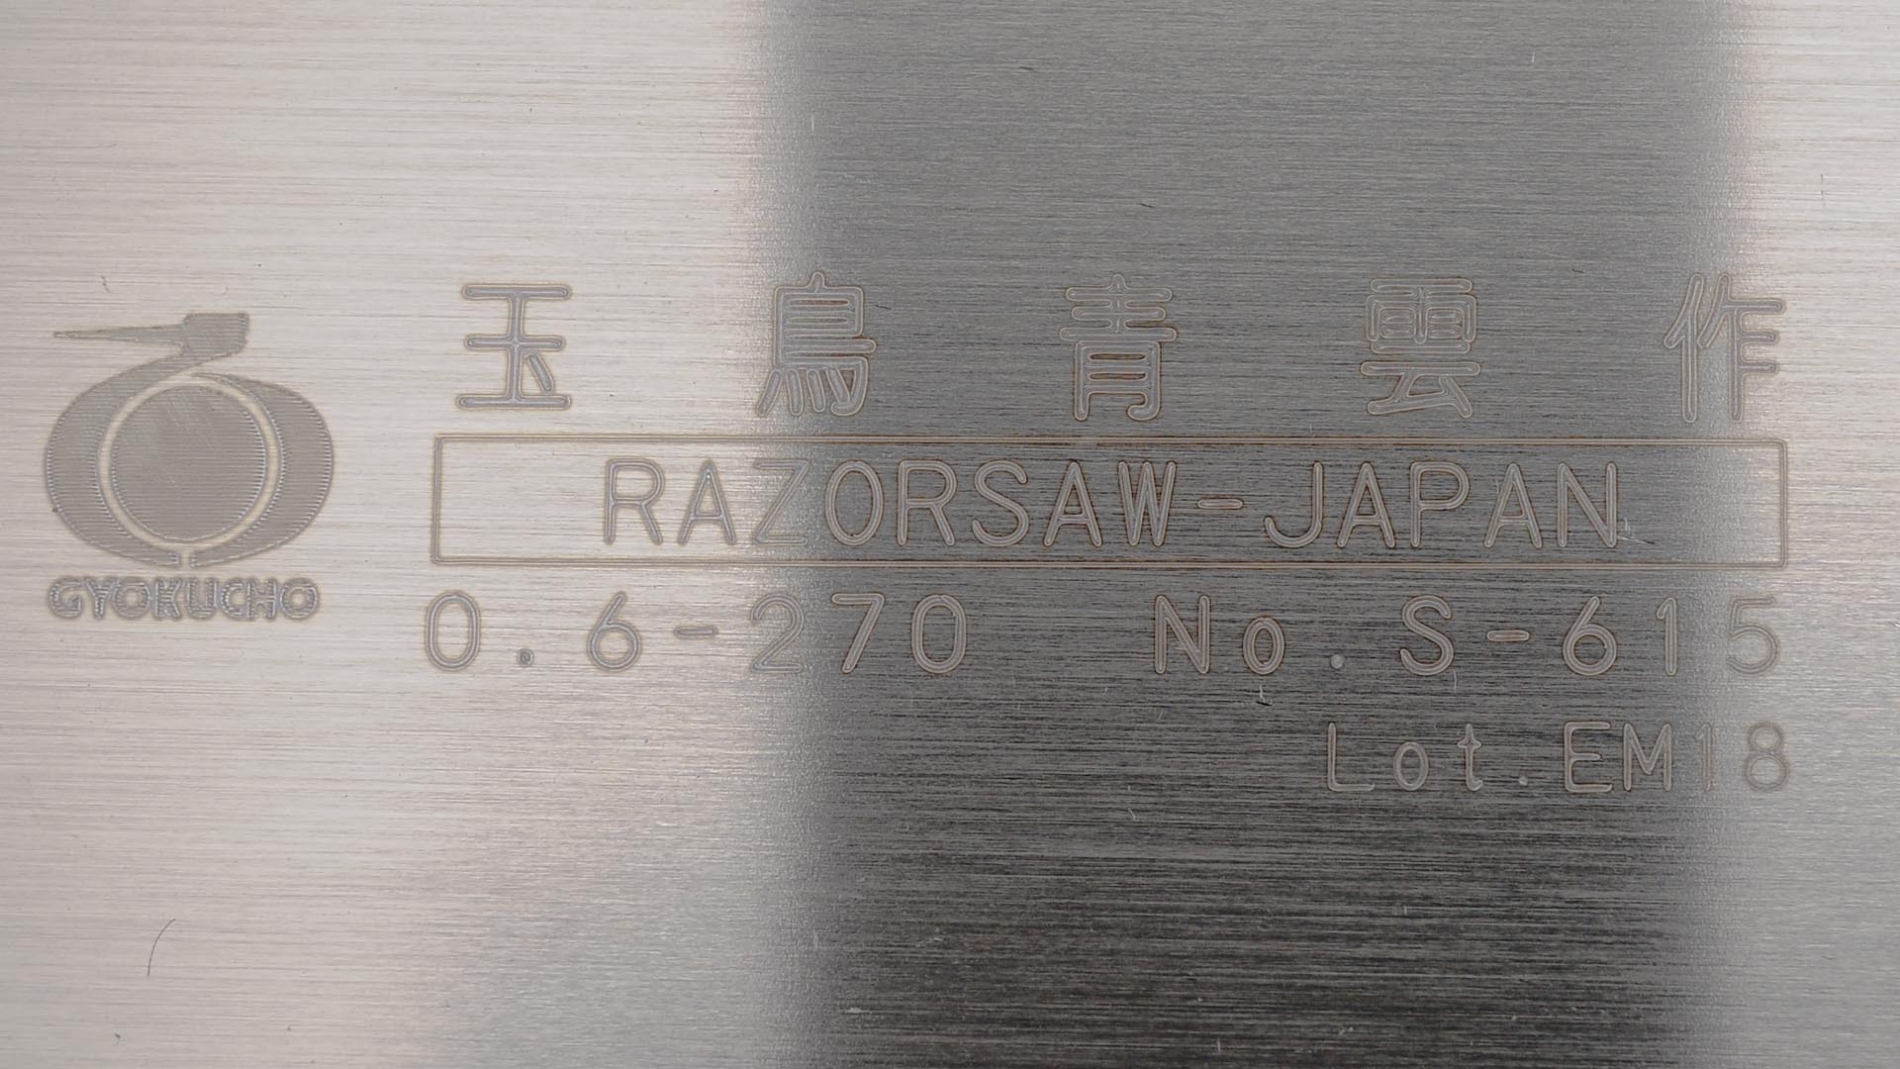 玉鳥青雲作
RAZORSAW-JAPAN
GYOKUCHO
0.6-270 No.S-615
Lot.EM18